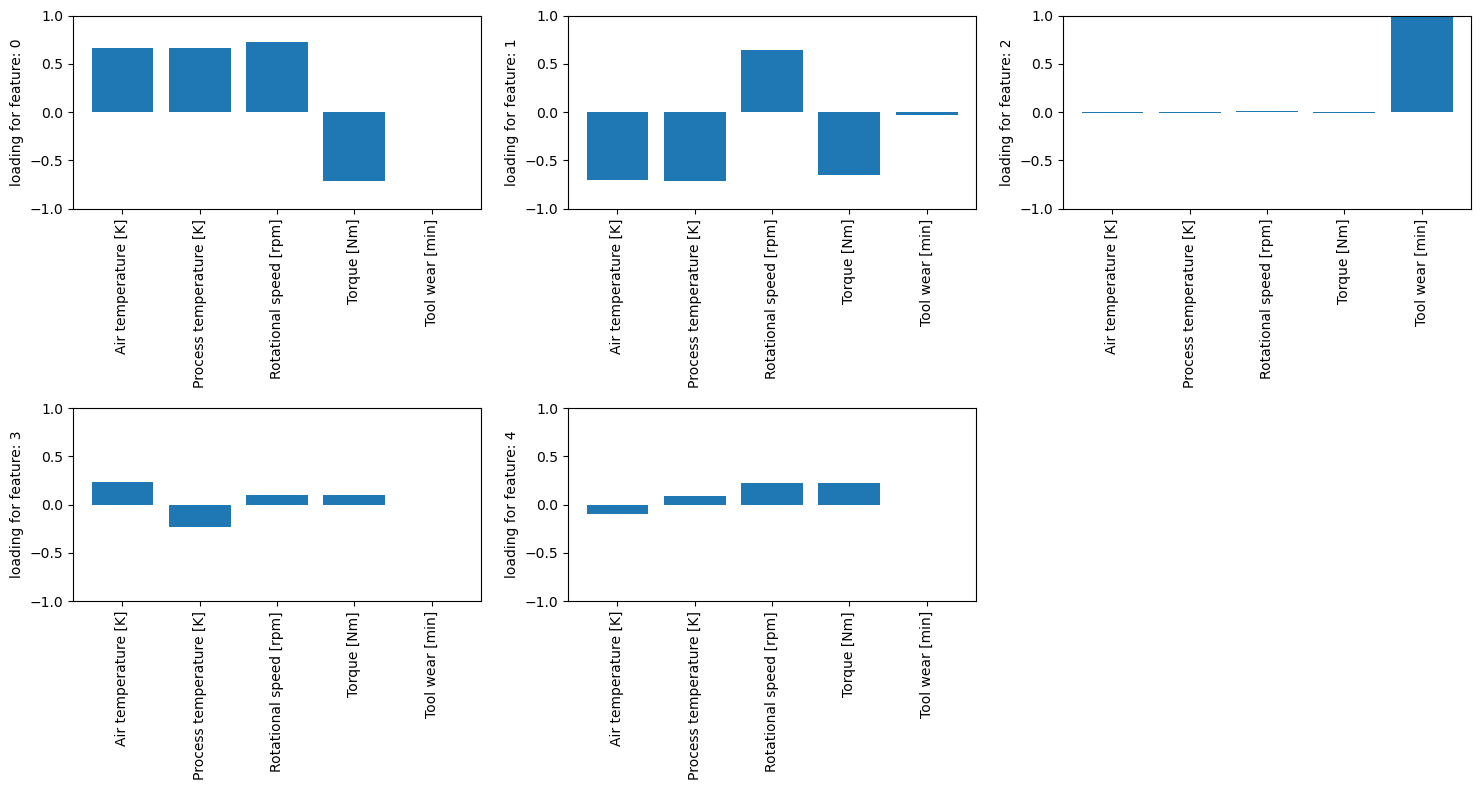 loading for feature: 0
1.0
0.5
0.0
−0.5
−1.0
Air temperature [K]
Process temperature [K]
Rotational speed [rpm]
Torque [Nm]
Tool wear [min]
loading for feature: 1
1.0
0.5
0.0
−0.5
−1.0
Air temperature [K]
Process temperature [K]
Rotational speed [rpm]
Torque [Nm]
Tool wear [min]
loading for feature: 2
1.0
0.5
0.0
−0.5
−1.0
Air temperature [K]
Process temperature [K]
Rotational speed [rpm]
Torque [Nm]
Tool wear [min]
loading for feature: 3
1.0
0.5
0.0
−0.5
−1.0
Air temperature [K]
Process temperature [K]
Rotational speed [rpm]
Torque [Nm]
Tool wear [min]
loading for feature: 4
1.0
0.5
0.0
−0.5
−1.0
Air temperature [K]
Process temperature [K]
Rotational speed [rpm]
Torque [Nm]
Tool wear [min]